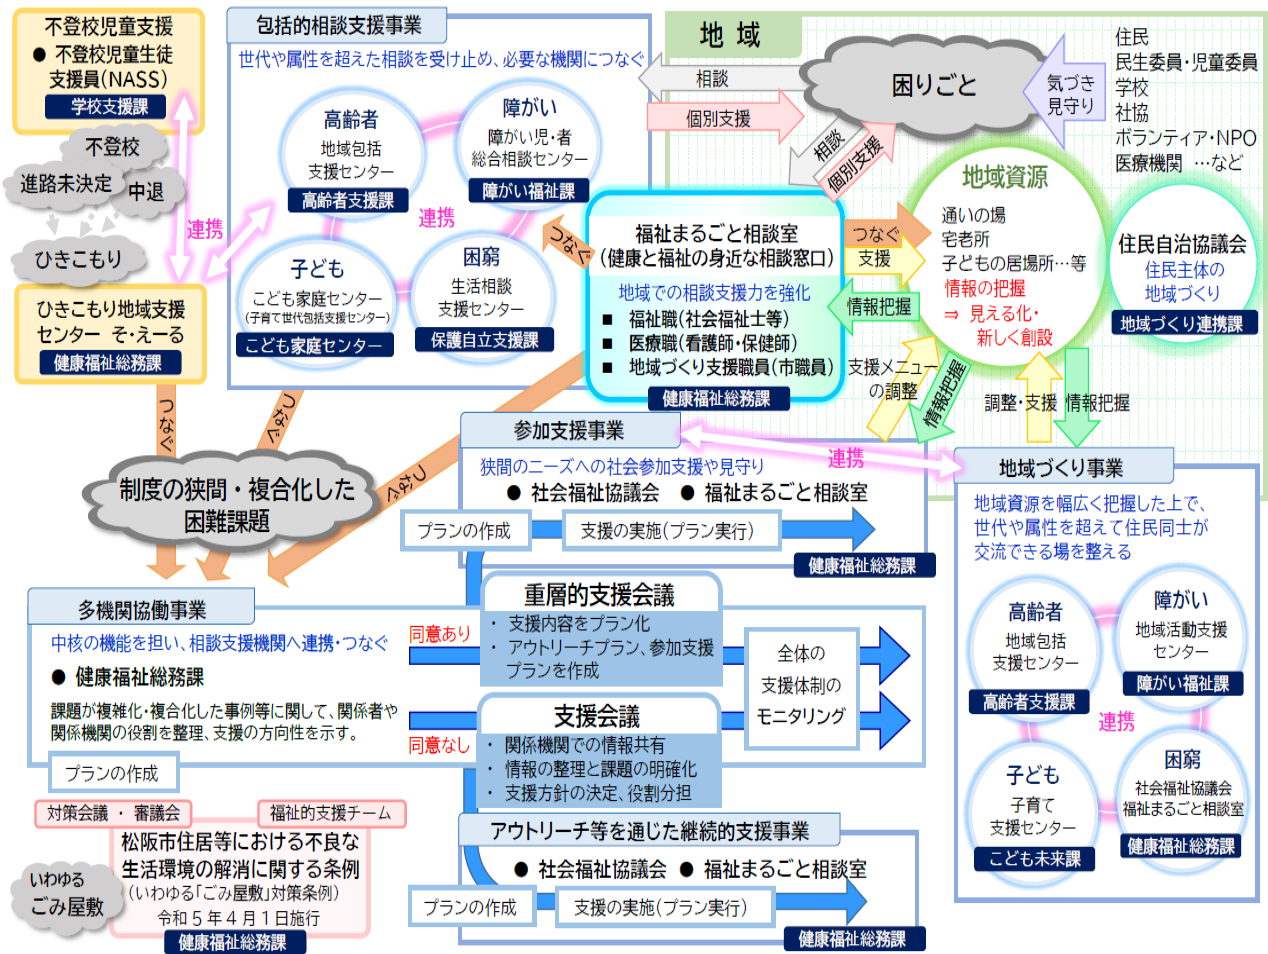 不登校児童支援
● 不登校児童生徒
支援員(NASS)
学校支援課
不登校
進路未決定
中退
ひきこもり
連携
ひきこもり地域支援
センター そ・えーる
健康福祉総務課
つなぐ
包括的相談支援事業
世代や属性を超えた相談を受け止め、必要な機関につなぐ
高齢者
地域包括
支援センター
高齢者支援課
障がい
障がい児・者
総合相談センター
障がい福祉課
連携
子ども
こども家庭センター
(子育て世代包括支援センター)
こども家庭センター
困窮
生活相談
支援センター
保護自立支援課
つなぐ
つなぐ
つなぐ
地 域
相談
個別支援
困りごと
相談
個別支援
気づき
見守り
住民
民生委員・児童委員
学校
社協
ボランティア・NPO
医療機関 …など
福祉まるごと相談室
(健康と福祉の身近な相談窓口)
地域での相談支援力を強化
■ 福祉職(社会福祉士等)
■ 医療職(看護師・保健師)
■ 地域づくり支援職員(市職員)
健康福祉総務課
つなぐ
支援
情報把握
地域資源
通いの場
宅老所
子どもの居場所…等
情報の把握
⇒ 見える化・
新しく創設
住民自治協議会
住民主体の
地域づくり
地域づくり連携課
支援メニュー
の調整
情報把握
調整・支援
情報把握
制度の狭間・複合化した
困難課題
参加支援事業
狭間のニーズへの社会参加支援や見守り
● 社会福祉協議会 ● 福祉まるごと相談室
プランの作成
支援の実施(プラン実行)
健康福祉総務課
連携
地域づくり事業
地域資源を幅広く把握した上で、
世代や属性を超えて住民同士が
交流できる場を整える
高齢者
地域包括
支援センター
高齢者支援課
障がい
地域活動支援
センター
障がい福祉課
連携
子ども
子育て
支援センター
こども未来課
困窮
社会福祉協議会
福祉まるごと相談室
健康福祉総務課
多機関協働事業
中核の機能を担い、相談支援機関へ連携・つなぐ
● 健康福祉総務課
課題が複雑化・複合化した事例等に関して、関係者や
関係機関の役割を整理、支援の方向性を示す。
プランの作成
同意あり
同意なし
重層的支援会議
・ 支援内容をプラン化
・ アウトリーチプラン、参加支援
プランを作成
支援会議
・ 関係機関での情報共有
・ 情報の整理と課題の明確化
・ 支援方針の決定、役割分担
全体の
支援体制の
モニタリング
対策会議 ・ 審議会
福祉的支援チーム
松阪市住居等における不良な
生活環境の解消に関する条例
(いわゆる「ごみ屋敷」対策条例)
令和５年４月１日施行
健康福祉総務課
いわゆる
ごみ屋敷
アウトリーチ等を通じた継続的支援事業
● 社会福祉協議会 ● 福祉まるごと相談室
プランの作成
支援の実施(プラン実行)
健康福祉総務課